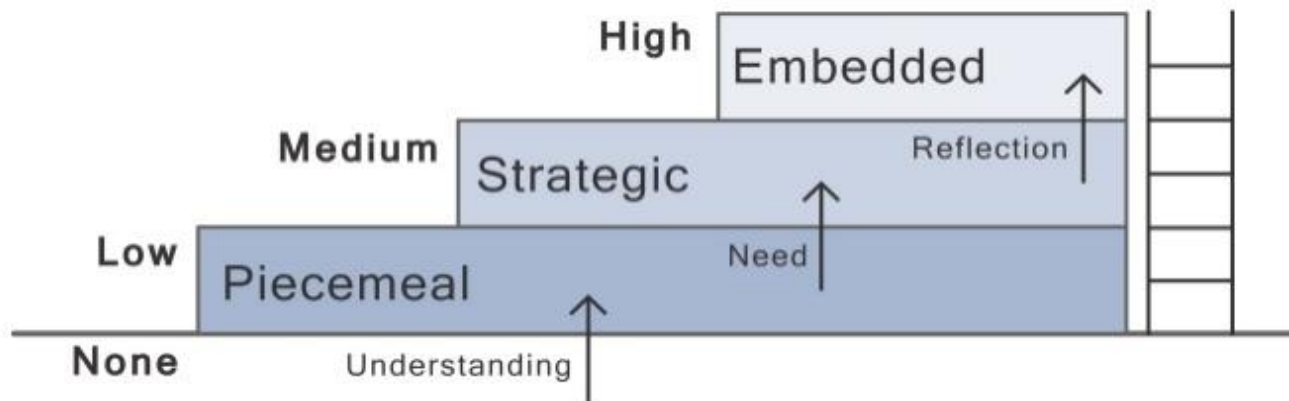 High
Embedded
Reflection
Medium
Strategic
Need
Low
Piecemeal
None
Understanding